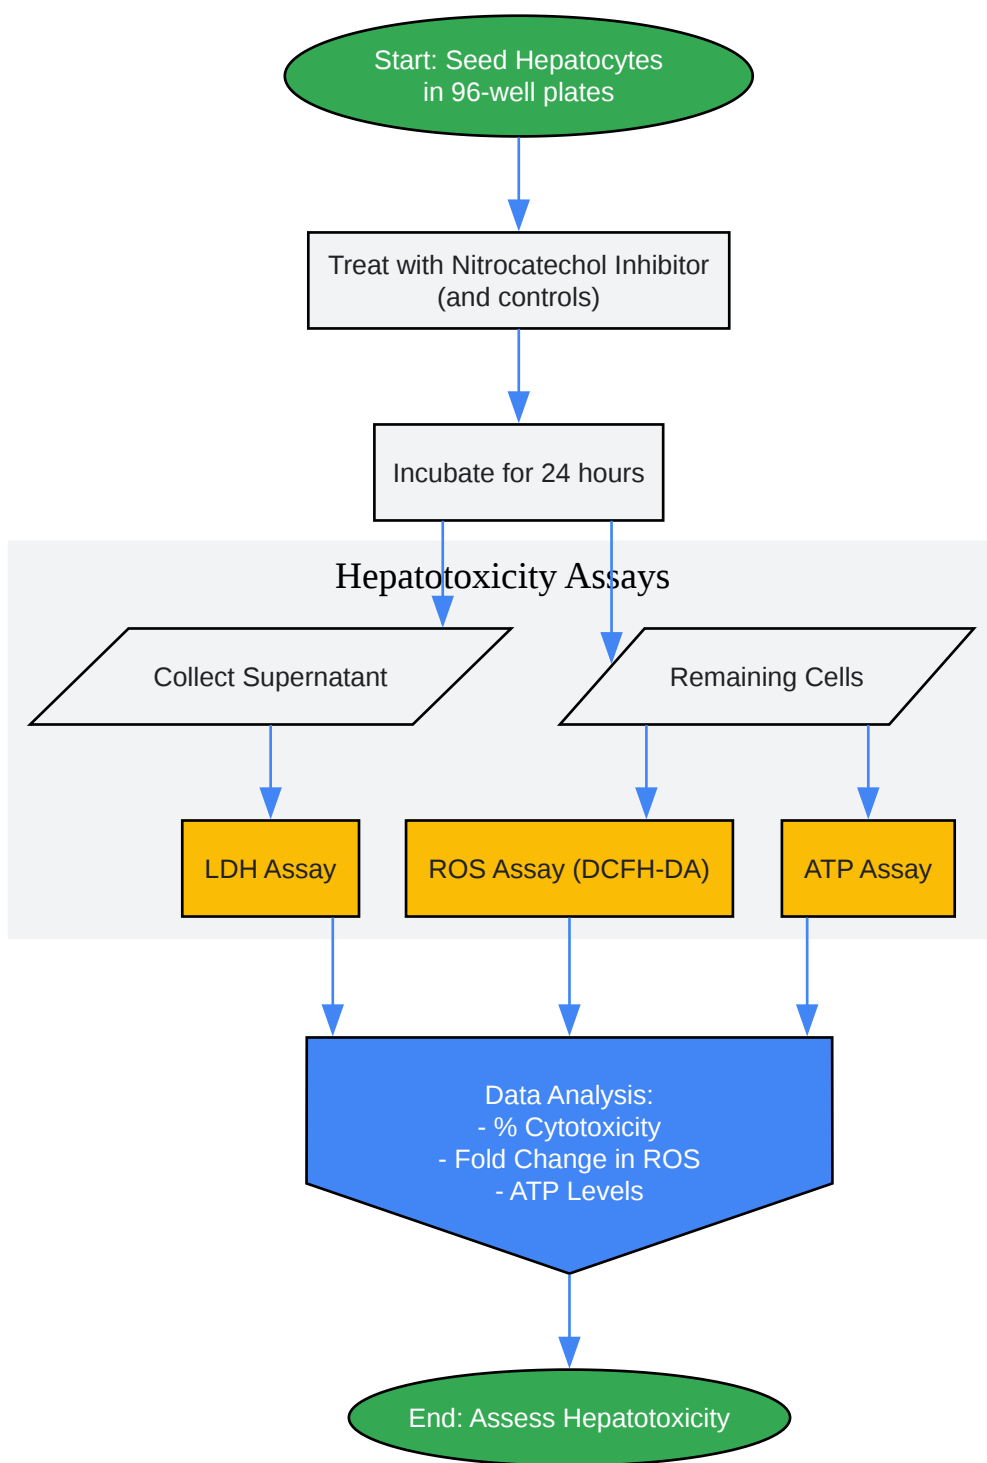 Start: Seed Hepatocytes
in 96-well plates
Treat with Nitrocatechol Inhibitor
(and controls)
Incubate for 24 hours
Hepatotoxicity Assays
Collect Supernatant
Remaining Cells
LDH Assay
ROS Assay (DCFH-DA)
ATP Assay
Data Analysis:
- % Cytotoxicity
- Fold Change in ROS
- ATP Levels
End: Assess Hepatotoxicity